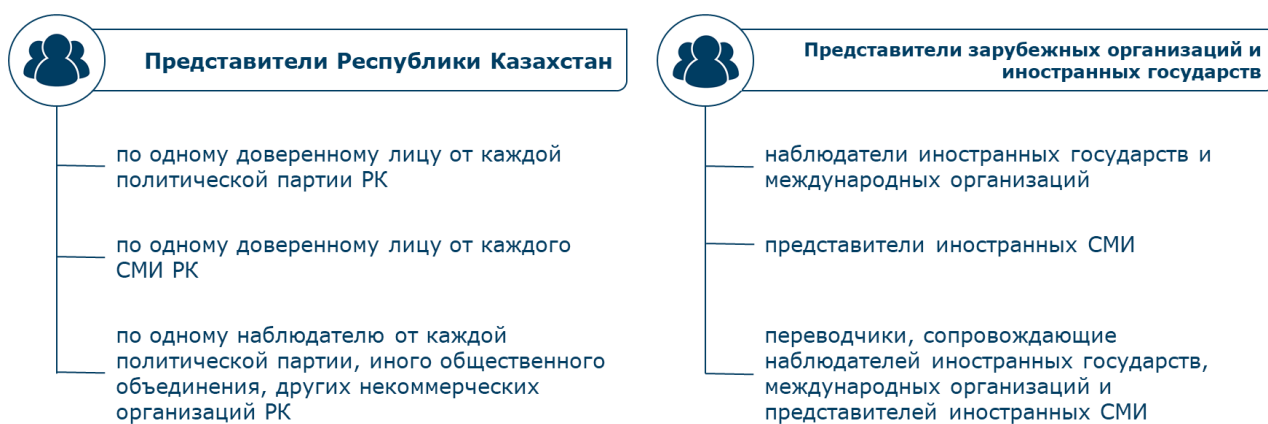 Представители Республики Казахстан
по одному доверенному лицу от каждой
политической партии РК
по одному доверенному лицу от каждого
СМИ РК
по одному наблюдателю от каждой
политической партии, иного общественного
объединения, других некоммерческих
организаций РК
Представители зарубежных организаций и
иностранных государств
наблюдатели иностранных государств и
международных организаций
представители иностранных СМИ
переводчики, сопровождающие
наблюдателей иностранных государств,
международных организаций и
представителей иностранных СМИ